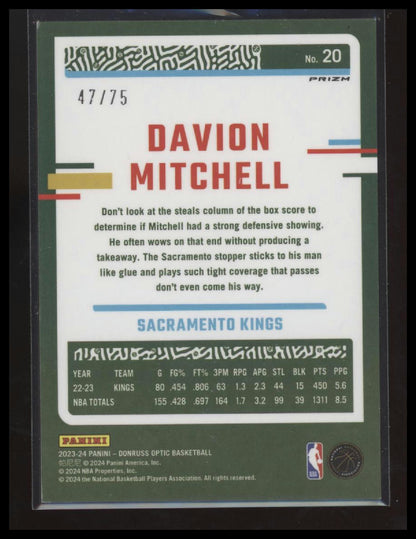 No. 20
PRIZM
47/75
DAVION
MITCHELL
Don't look at the steals column of the box score to
determine if Mitchell had a strong defensive showing.
He often wows on that end without producing a
takeaway. The Sacramento stopper sticks to his man
like glue and plays such tight coverage that passes
don't even come his way.
SACRAMENTO KINGS
YEAR TEAM G FG% FT% 3PM RPG APG STL BLK PTS PPG
22-23 KINGS 80 .454 .806 63 1.3 2.3 44 15 450 5.6
NBA TOTALS 155 .428 .697 164 1.7 3.2 99 39 1311 8.5
PANINI
2023-24 PANINI – DONRUSS OPTIC BASKETBALL
帕尼尼 © 2024 Panini America, Inc.
© 2024 NBA Properties, Inc.
© 2024 the National Basketball Players Association. All rights reserved.
NBA